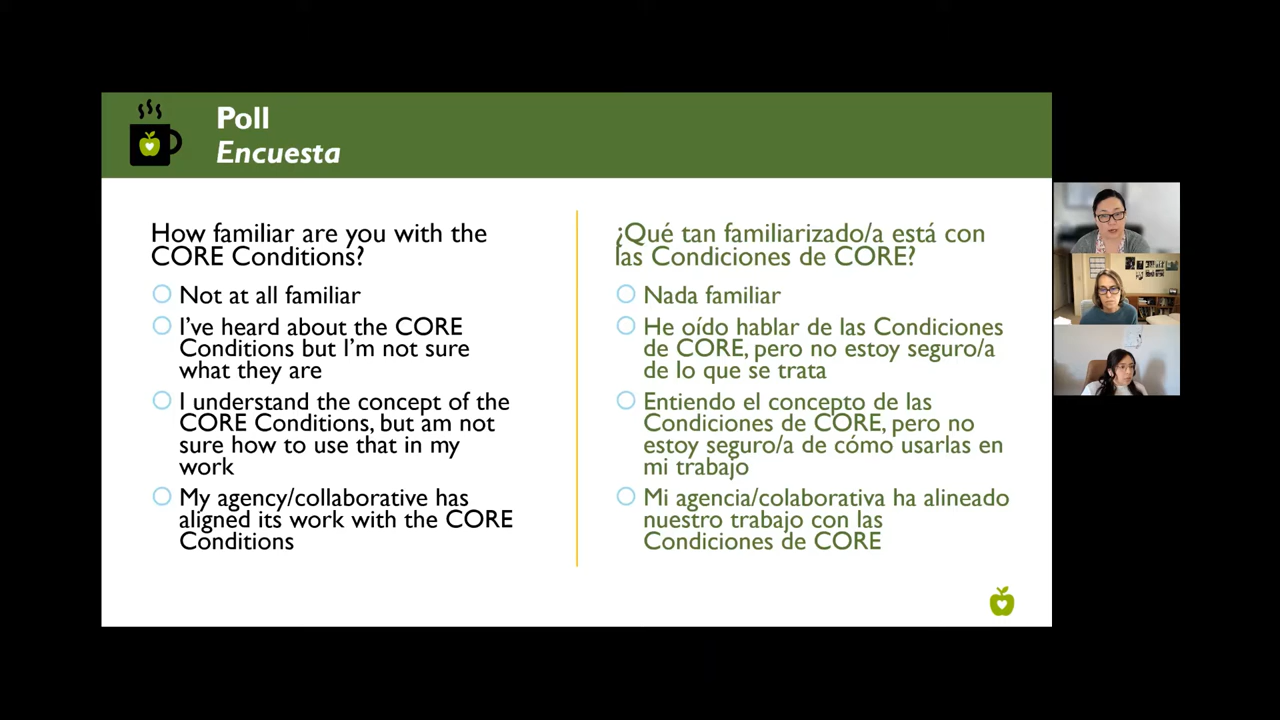 Poll
Encuesta
How familiar are you with the
CORE Conditions?
Not at all familiar
I've heard about the CORE
Conditions but I'm not sure
what they are
I understand the concept of the
CORE Conditions, but am not
sure how to use that in my
work
My agency/collaborative has
aligned its work with the CORE
Conditions
¿Qué tan familiarizado/a está con
las Condiciones de CORE?
Nada familiar
He oído hablar de las Condiciones
de CORE, pero no estoy seguro/a
de lo que se trata
Entiendo el concepto de las
Condiciones de CORE, pero no
estoy seguro/a de cómo usarlas en
mi trabajo
Mi agencia/colaborativa ha alineado
nuestro trabajo con las
Condiciones de CORE